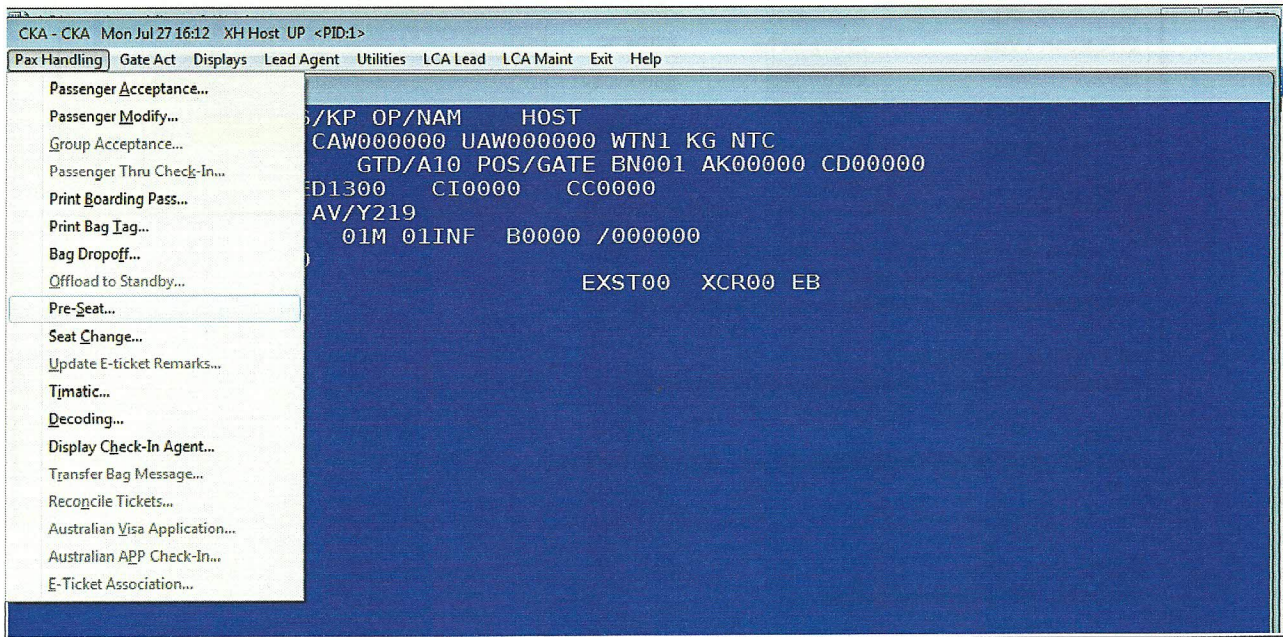 CKA - CKA Mon Jul 27 16:12 XH Host UP <PID:1>
Pax Handling Gate Act Displays Lead Agent Utilities LCA Lead LCA Maint Exit Help
Passenger Acceptance...
Passenger Modify...
Group Acceptance...
Passenger Thru Check-In...
Print Boarding Pass...
Print Bag Tag...
Bag Dropoff...
Offload to Standby...
Pre-Seat...
Seat Change...
Update E-ticket Remarks...
Timatic...
Decoding...
Display Check-In Agent...
Transfer Bag Message...
Reconcile Tickets...
Australian Visa Application...
Australian APP Check-In...
E-Ticket Association...
/KP OP/NAM HOST
CAW000000 UAW000000 WTN1 KG NTC
GTD/A10 POS/GATE BN001 AK00000 CD00000
D1300 CI0000 CC0000
AV/Y219
01M 01INF B0000 /000000
EXST00 XCR00 EB